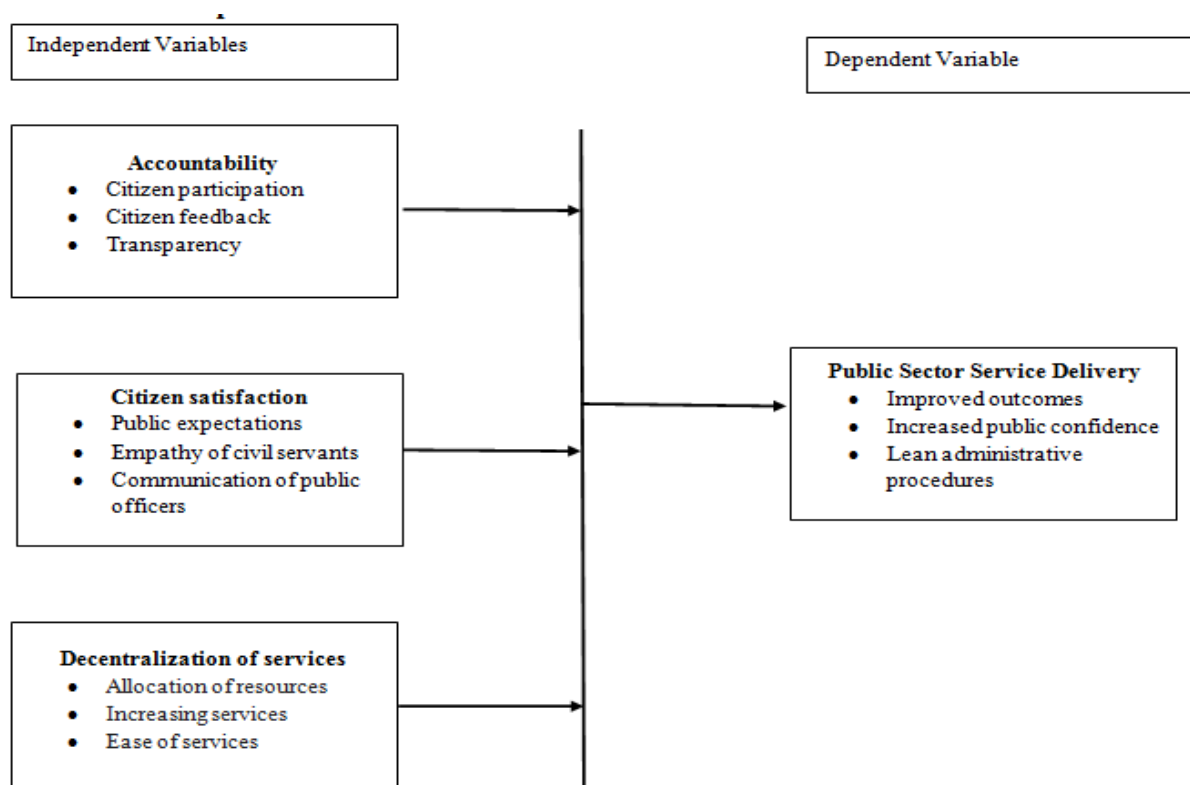 Independent Variables
Dependent Variable
Accountability
• Citizen participation
• Citizen feedback
• Transparency
Citizen satisfaction
• Public expectations
• Empathy of civil servants
• Communication of public
officers
Decentralization of services
• Allocation of resources
• Increasing services
• Ease of services
Public Sector Service Delivery
• Improved outcomes
• Increased public confidence
• Lean administrative
procedures